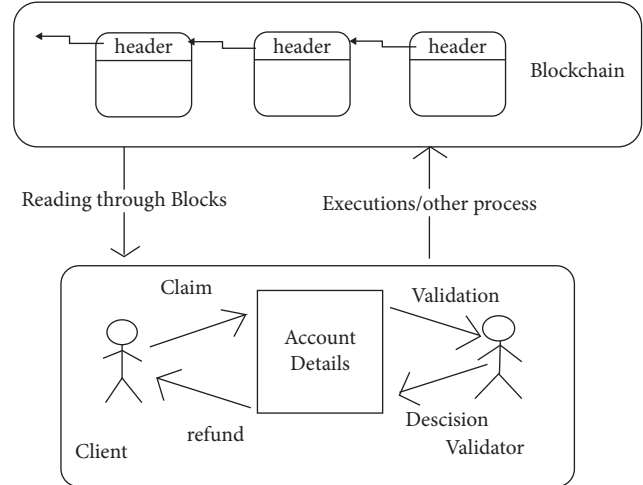 header
header
header
Blockchain
Reading through Blocks
Executions/other process
Claim
Validation
Account
Details
refund
Descision
Client
Validator